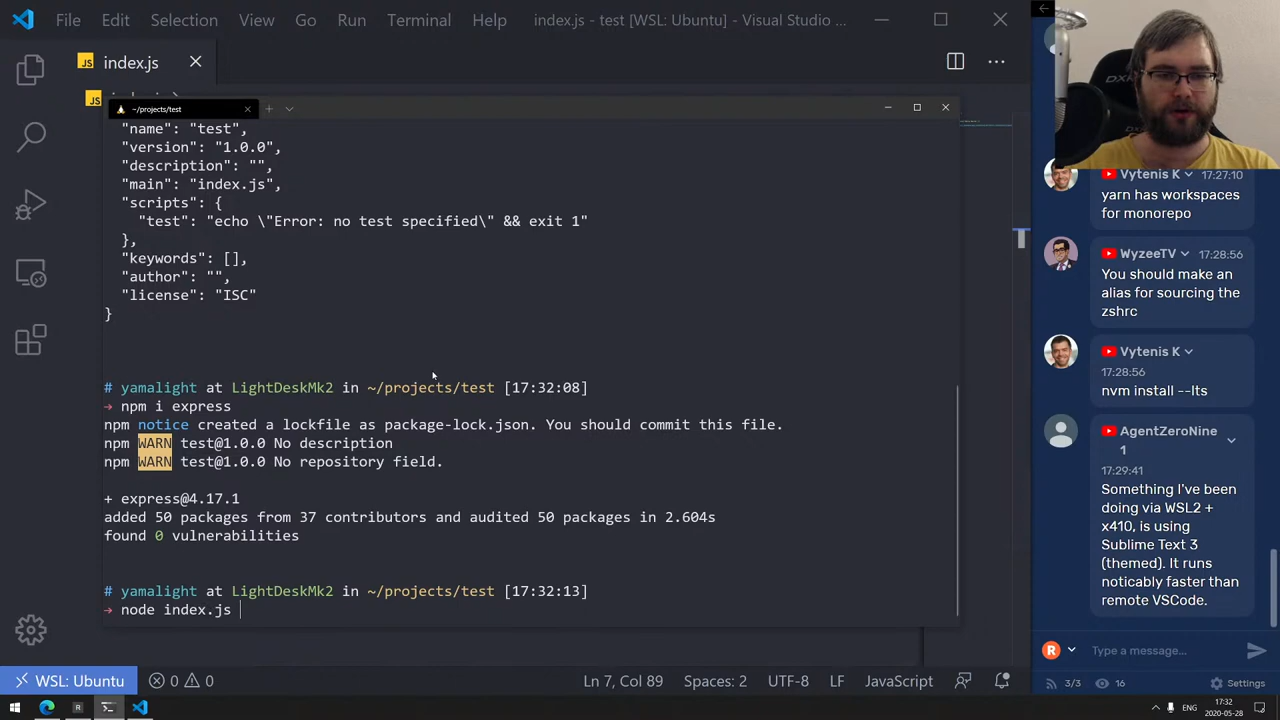 File Edit Selection View Go Run Terminal Help
index.js - test [WSL: Ubuntu] - Visual Studio ...
JS index.js
JS
~/projects/test
"name": "test",
"version": "1.0.0",
"description": "",
"main": "index.js",
"scripts": {
"test": "echo \"Error: no test specified\" && exit 1"
},
"keywords": [],
"author": "",
"license": "ISC"
}
# yamalight at LightDeskMk2 in ~/projects/test [17:32:08]
→ npm i express
npm notice created a lockfile as package-lock.json. You should commit this file.
npm WARN test@1.0.0 No description
npm WARN test@1.0.0 No repository field.
+ express@4.17.1
added 50 packages from 37 contributors and audited 50 packages in 2.604s
found 0 vulnerabilities
# yamalight at LightDeskMk2 in ~/projects/test [17:32:13]
→ node index.js
WSL: Ubuntu 0 0
Ln 7, Col 89 Spaces: 2 UTF-8 LF JavaScript
Vytenis K 17:27:10
yarn has workspaces
for monorepo
WyzeeTV 17:28:56
You should make an
alias for sourcing the
zshrc
Vytenis K
17:28:56
nvm install --lts
AgentZeroNine
1
17:29:41
Something I've been
doing via WSL2 +
x410, is using
Sublime Text 3
(themed). It runs
noticably faster than
remote VSCode.
R Type a message...
3/3 16 Settings
R
ENG
17:32
2020-05-28